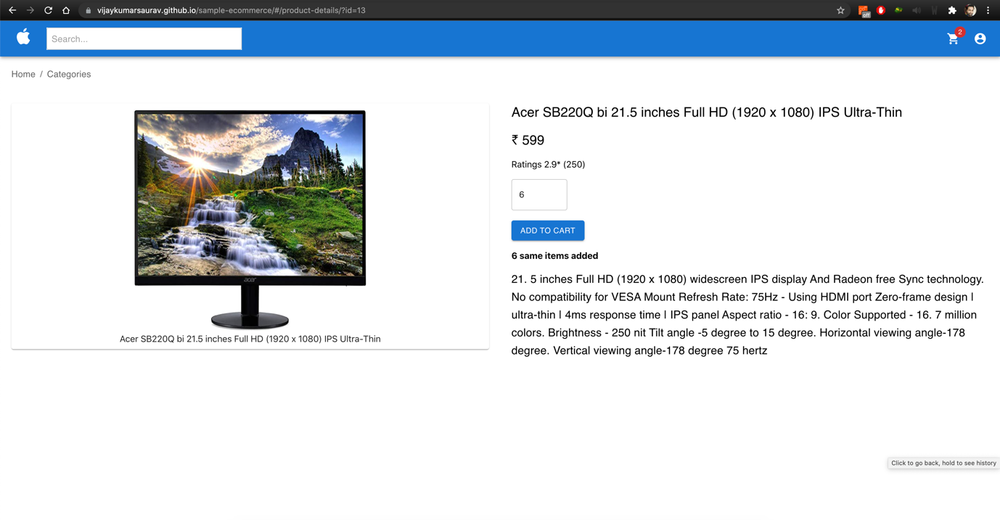 vijaykumarsaurav.github.io/sample-ecommerce/#/product-details/?id=13
off
Search...
2
Home / Categories
acer
Acer SB220Q bi 21.5 inches Full HD (1920 x 1080) IPS Ultra-Thin
Acer SB220Q bi 21.5 inches Full HD (1920 x 1080) IPS Ultra-Thin
₹ 599
Ratings 2.9* (250)
6
ADD TO CART
6 same items added
21. 5 inches Full HD (1920 x 1080) widescreen IPS display And Radeon free Sync technology.
No compatibility for VESA Mount Refresh Rate: 75Hz - Using HDMI port Zero-frame design |
ultra-thin | 4ms response time | IPS panel Aspect ratio - 16: 9. Color Supported - 16. 7 million
colors. Brightness - 250 nit Tilt angle -5 degree to 15 degree. Horizontal viewing angle-178
degree. Vertical viewing angle-178 degree 75 hertz
Click to go back, hold to see history